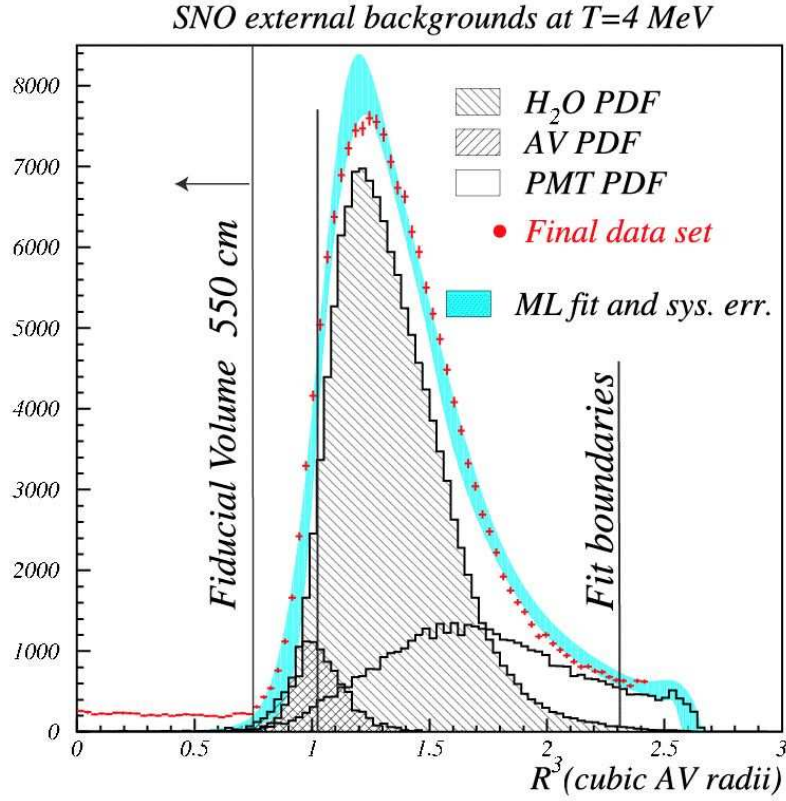 SNO external backgrounds at T=4 MeV
8000
7000
6000
5000
4000
3000
2000
1000
0
H₂O PDF
AV PDF
PMT PDF
Final data set
ML fit and sys. err.
Fiducial Volume 550 cm
Fit boundaries
0 0.5 1 1.5 2 2.5 3
R³(cubic AV radii)